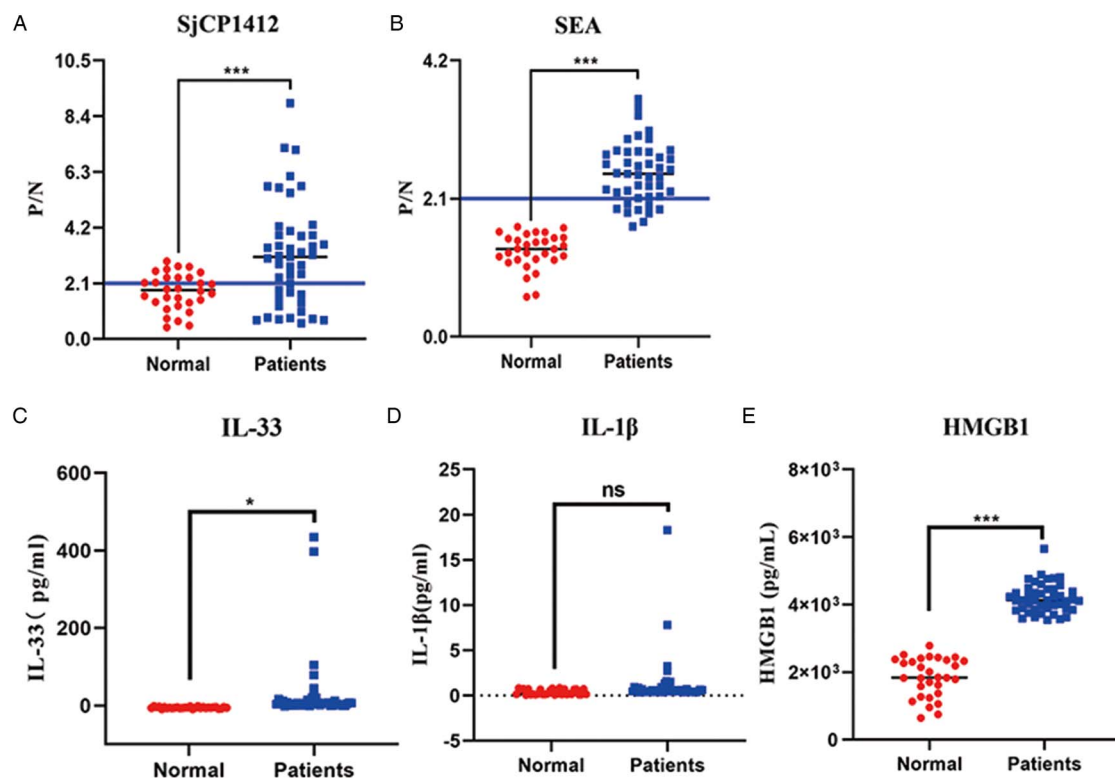 A
SjCP1412
10.5
8.4
6.3
4.2
2.1
0.0
P/N
***
Normal
Patients
B
SEA
4.2
2.1
0.0
P/N
***
Normal
Patients
C
IL-33
600
400
200
0
IL-33 ( pg/ml)
*
Normal
Patients
D
IL-1β
25
20
15
10
5
0
-5
IL-1β(pg/ml)
ns
Normal
Patients
E
HMGB1
8×10³
6×10³
4×10³
2×10³
0
HMGB1 (pg/mL)
***
Normal
Patients